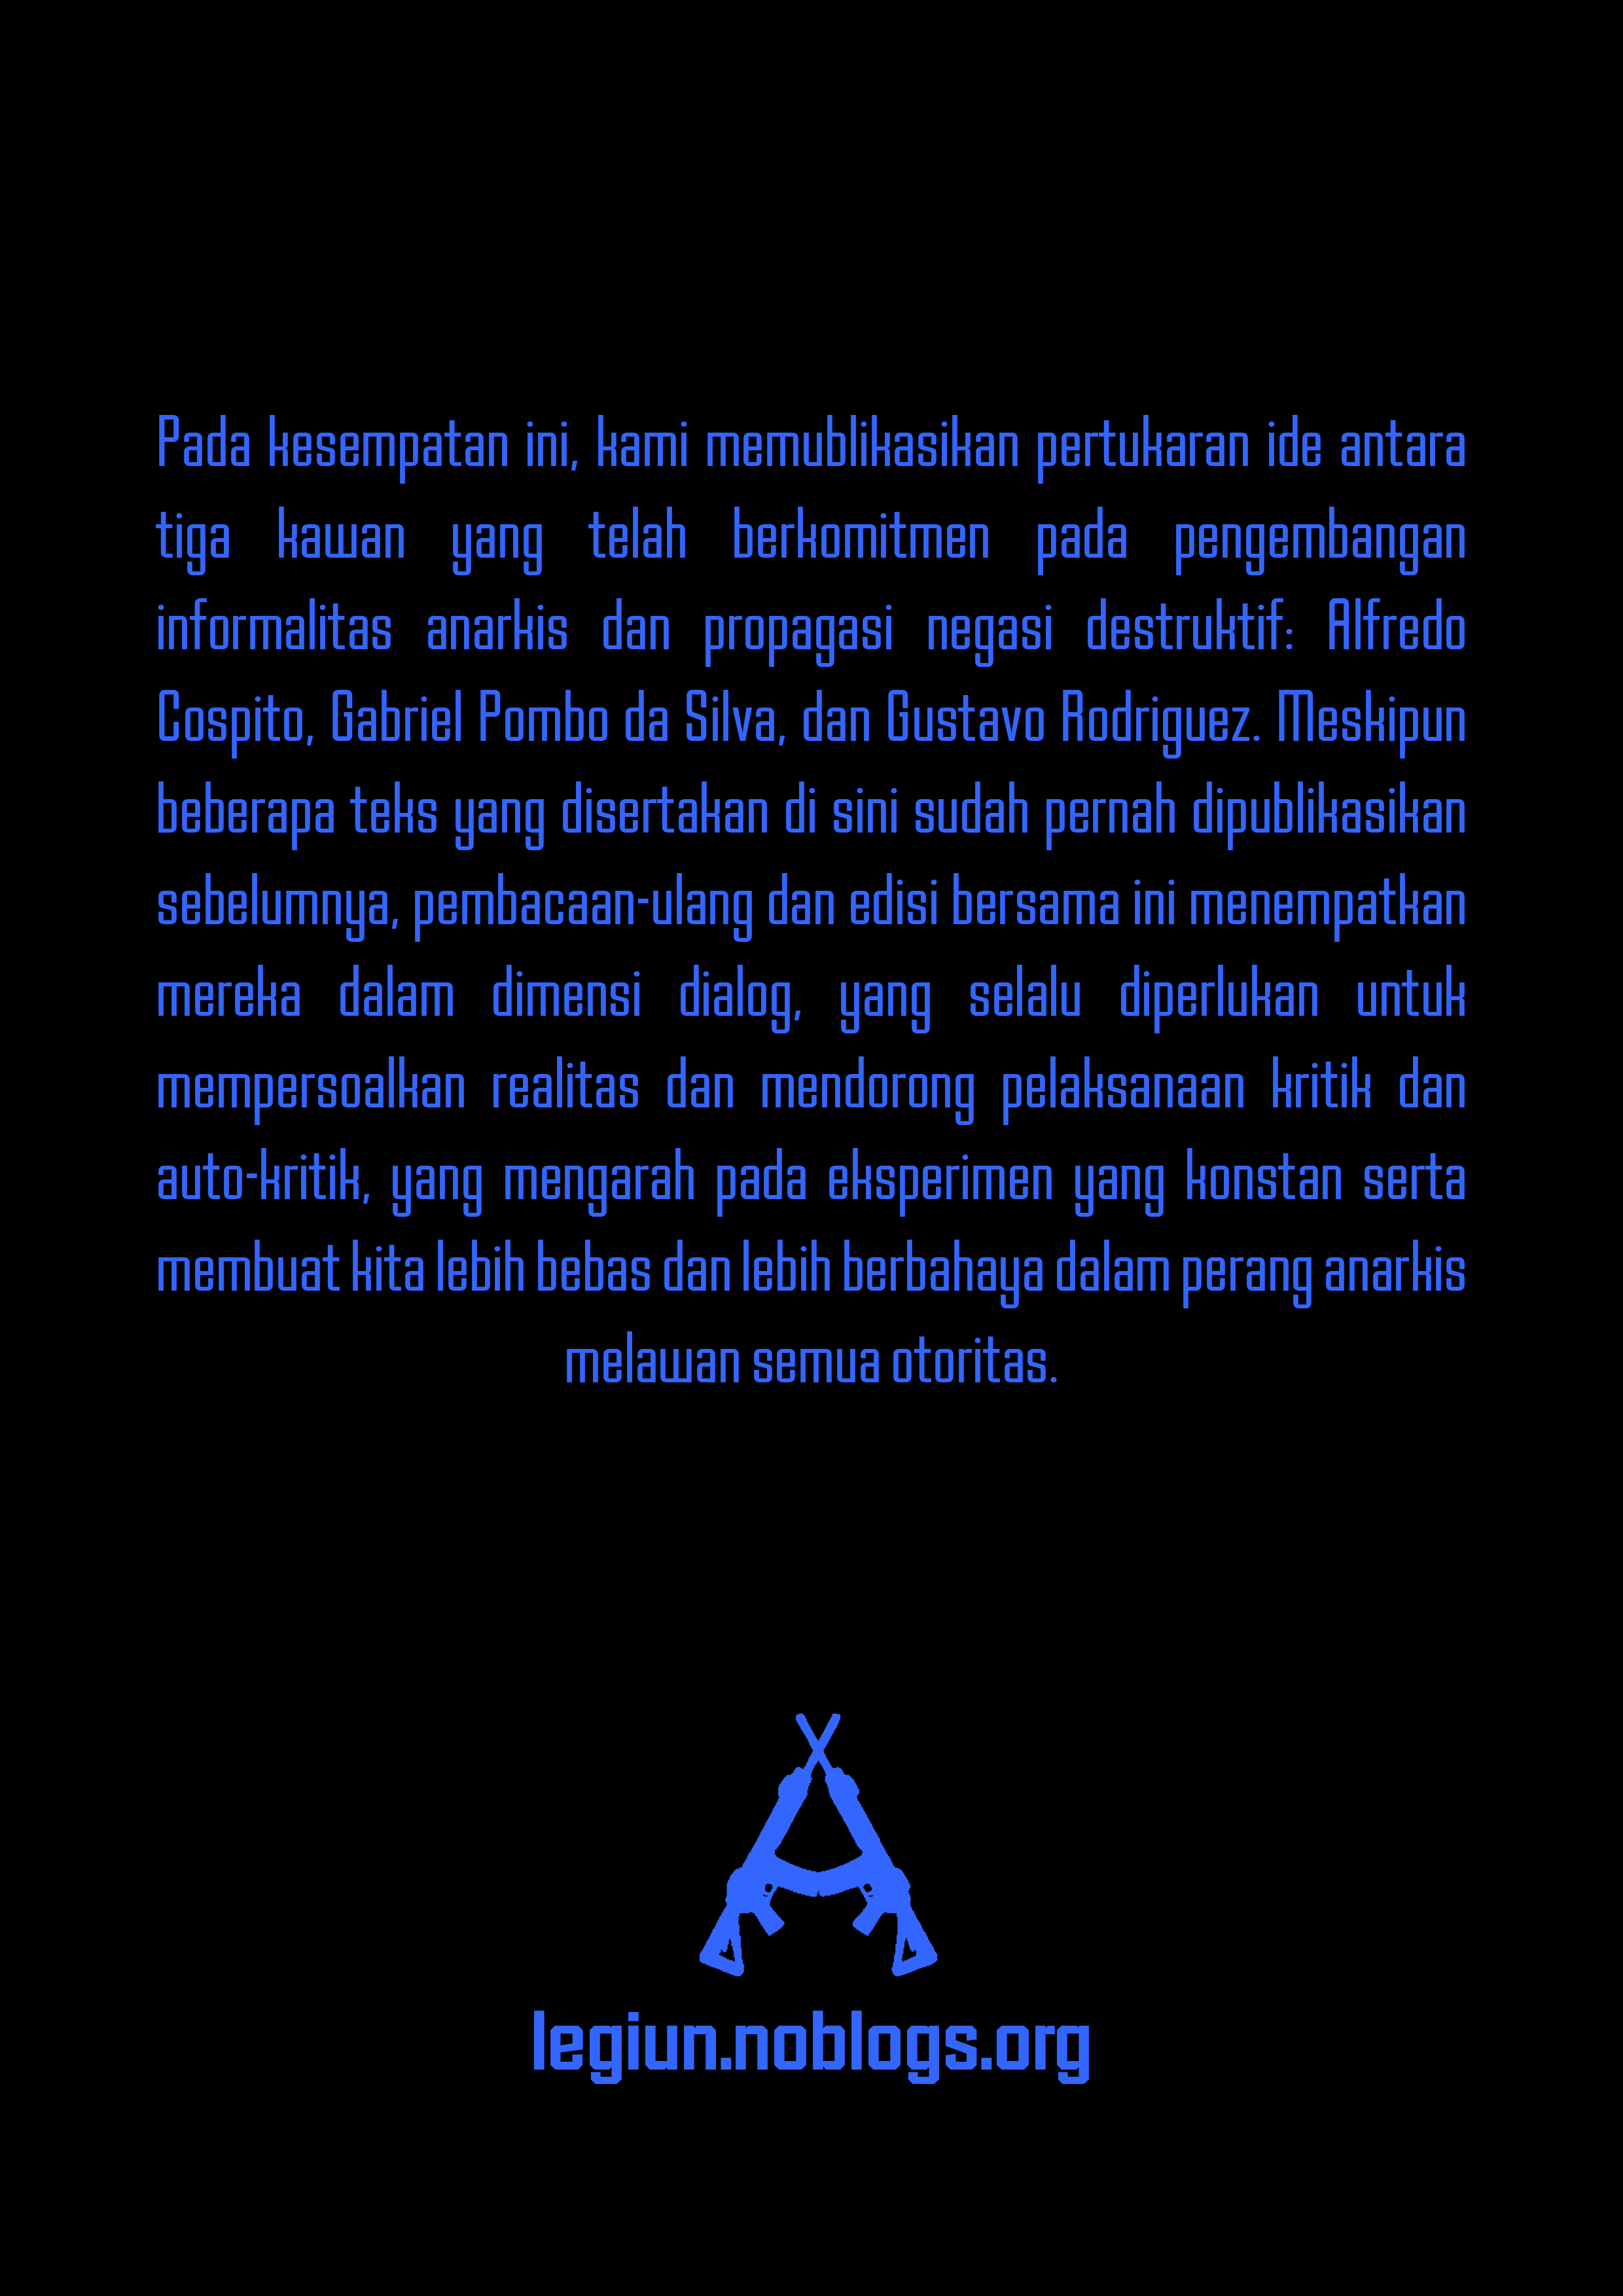 Pada kesempatan ini, kami memublikasikan pertukaran ide antara
tiga kawan yang telah berkomitmen pada pengembangan
informalitas anarkis dan propagasi negasi destruktif: Alfredo
Cospito, Gabriel Pombo da Silva, dan Gustavo Rodriguez. Meskipun
beberapa teks yang disertakan di sini sudah pernah dipublikasikan
sebelumnya, pembacaan-ulang dan edisi bersama ini menempatkan
mereka dalam dimensi dialog, yang selalu diperlukan untuk
mempersoalkan realitas dan mendorong pelaksanaan kritik dan
auto-kritik, yang mengarah pada eksperimen yang konstan serta
membuat kita lebih bebas dan lebih berbahaya dalam perang anarkis
melawan semua otoritas.
legiun.noblogs.org